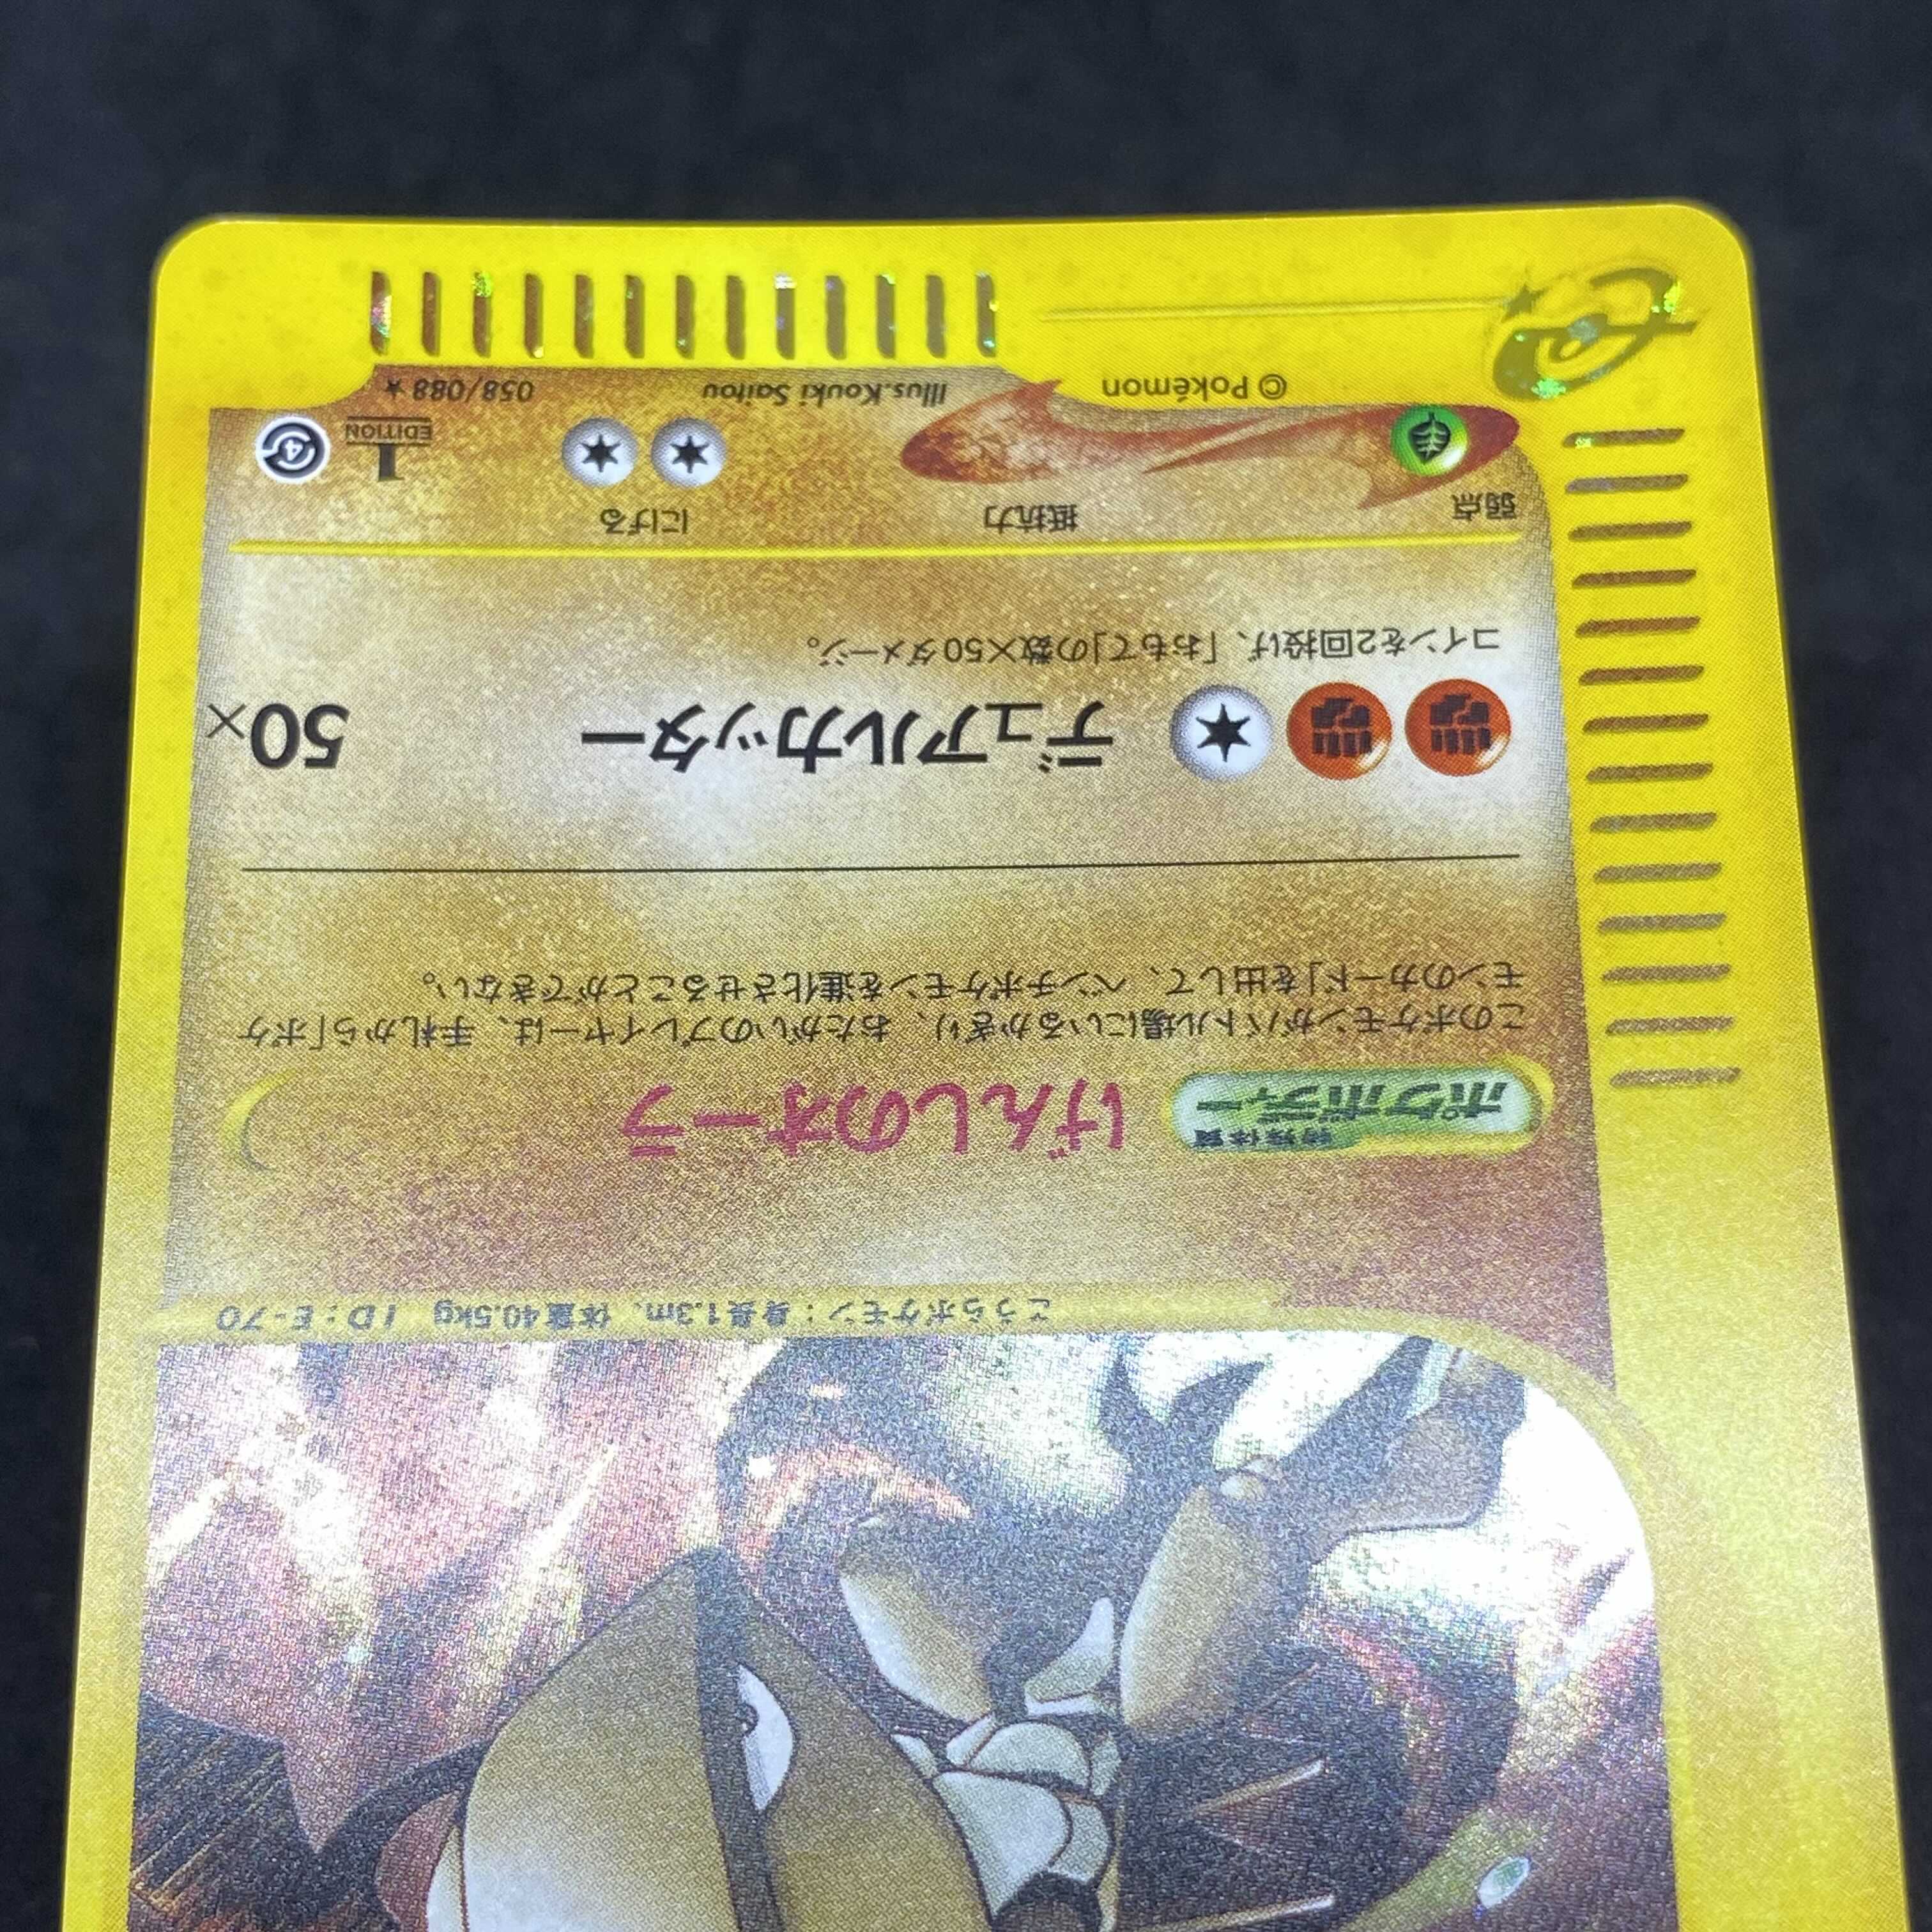 こうらポケモン：身長1.3m、体重40.5kg ID：E-70
特殊体質
ポケボディー
げんしのオーラ
このポケモンがバトル場にいるかぎり、おたがいのプレイヤーは、手札から「ポケ
モンのカード」を出して、ベンチポケモンを進化させることができない。
デュアルカッター 50×
コインを2回投げ、「おもて」の数×50ダメージ。
弱点 抵抗力 にげる
1
EDITION
4
©Pokémon Illus.Kouki Saitou 058/088 ★
e